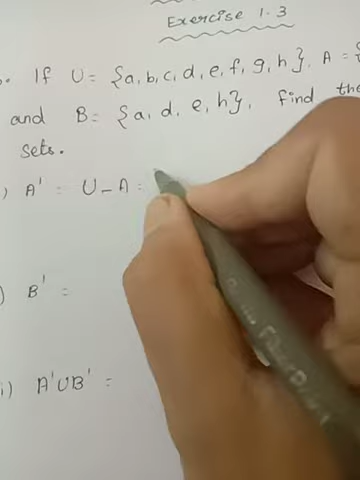 Exercise 1.3
If U = {a, b, c, d, e, f, g, h}, A = {
and B = {a, d, e, h}, find the
sets.
) A' = U - A =
) B' =
i) A'UB' =